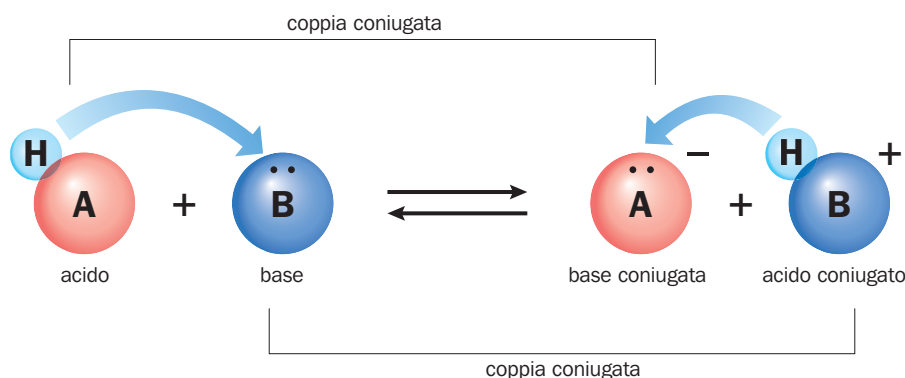 coppia coniugata
H A + B ⇌ A − + H B +
acido base base coniugata acido coniugato
coppia coniugata